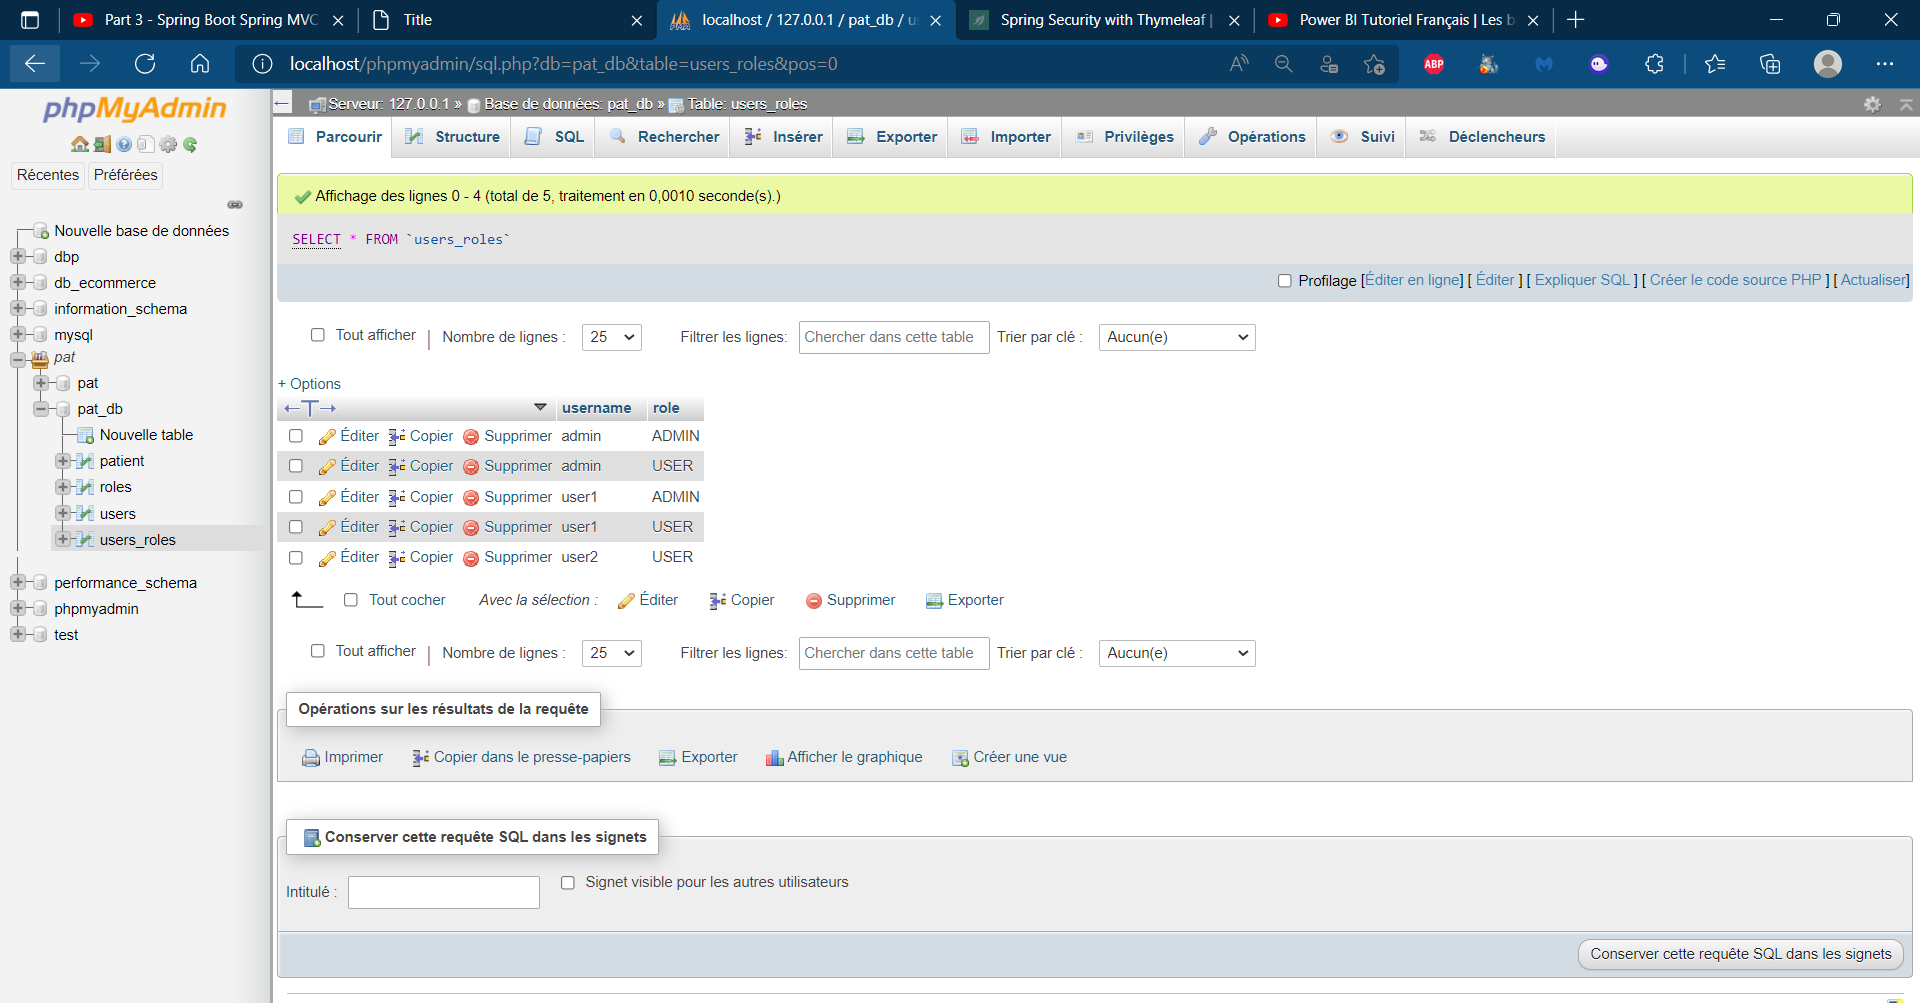 Part 3 - Spring Boot Spring MVC
Title
localhost / 127.0.0.1 / pat_db / us
Spring Security with Thymeleaf |
Power BI Tutoriel Français | Les b
localhost/phpmyadmin/sql.php?db=pat_db&table=users_roles&pos=0
ABP
phpMyAdmin
Récentes
Préférées
Nouvelle base de données
dbp
db_ecommerce
information_schema
mysql
pat
pat
pat_db
Nouvelle table
patient
roles
users
users_roles
performance_schema
phpmyadmin
test
Serveur: 127.0.0.1 » Base de données: pat_db » Table: users_roles
Parcourir Structure SQL Rechercher Insérer Exporter Importer Privilèges Opérations Suivi Déclencheurs
Affichage des lignes 0 - 4 (total de 5, traitement en 0,0010 seconde(s).)
SELECT * FROM `users_roles`
Profilage [Éditer en ligne] [ Éditer ] [ Expliquer SQL ] [ Créer le code source PHP ] [ Actualiser]
Tout afficher | Nombre de lignes : 25 Filtrer les lignes: Chercher dans cette table Trier par clé : Aucun(e)
+ Options
←T→ username role
Éditer Copier Supprimer admin ADMIN
Éditer Copier Supprimer admin USER
Éditer Copier Supprimer user1 ADMIN
Éditer Copier Supprimer user1 USER
Éditer Copier Supprimer user2 USER
Tout cocher Avec la sélection : Éditer Copier Supprimer Exporter
Tout afficher | Nombre de lignes : 25 Filtrer les lignes: Chercher dans cette table Trier par clé : Aucun(e)
Opérations sur les résultats de la requête
Imprimer Copier dans le presse-papiers Exporter Afficher le graphique Créer une vue
Conserver cette requête SQL dans les signets
Intitulé : Signet visible pour les autres utilisateurs
Conserver cette requête SQL dans les signets